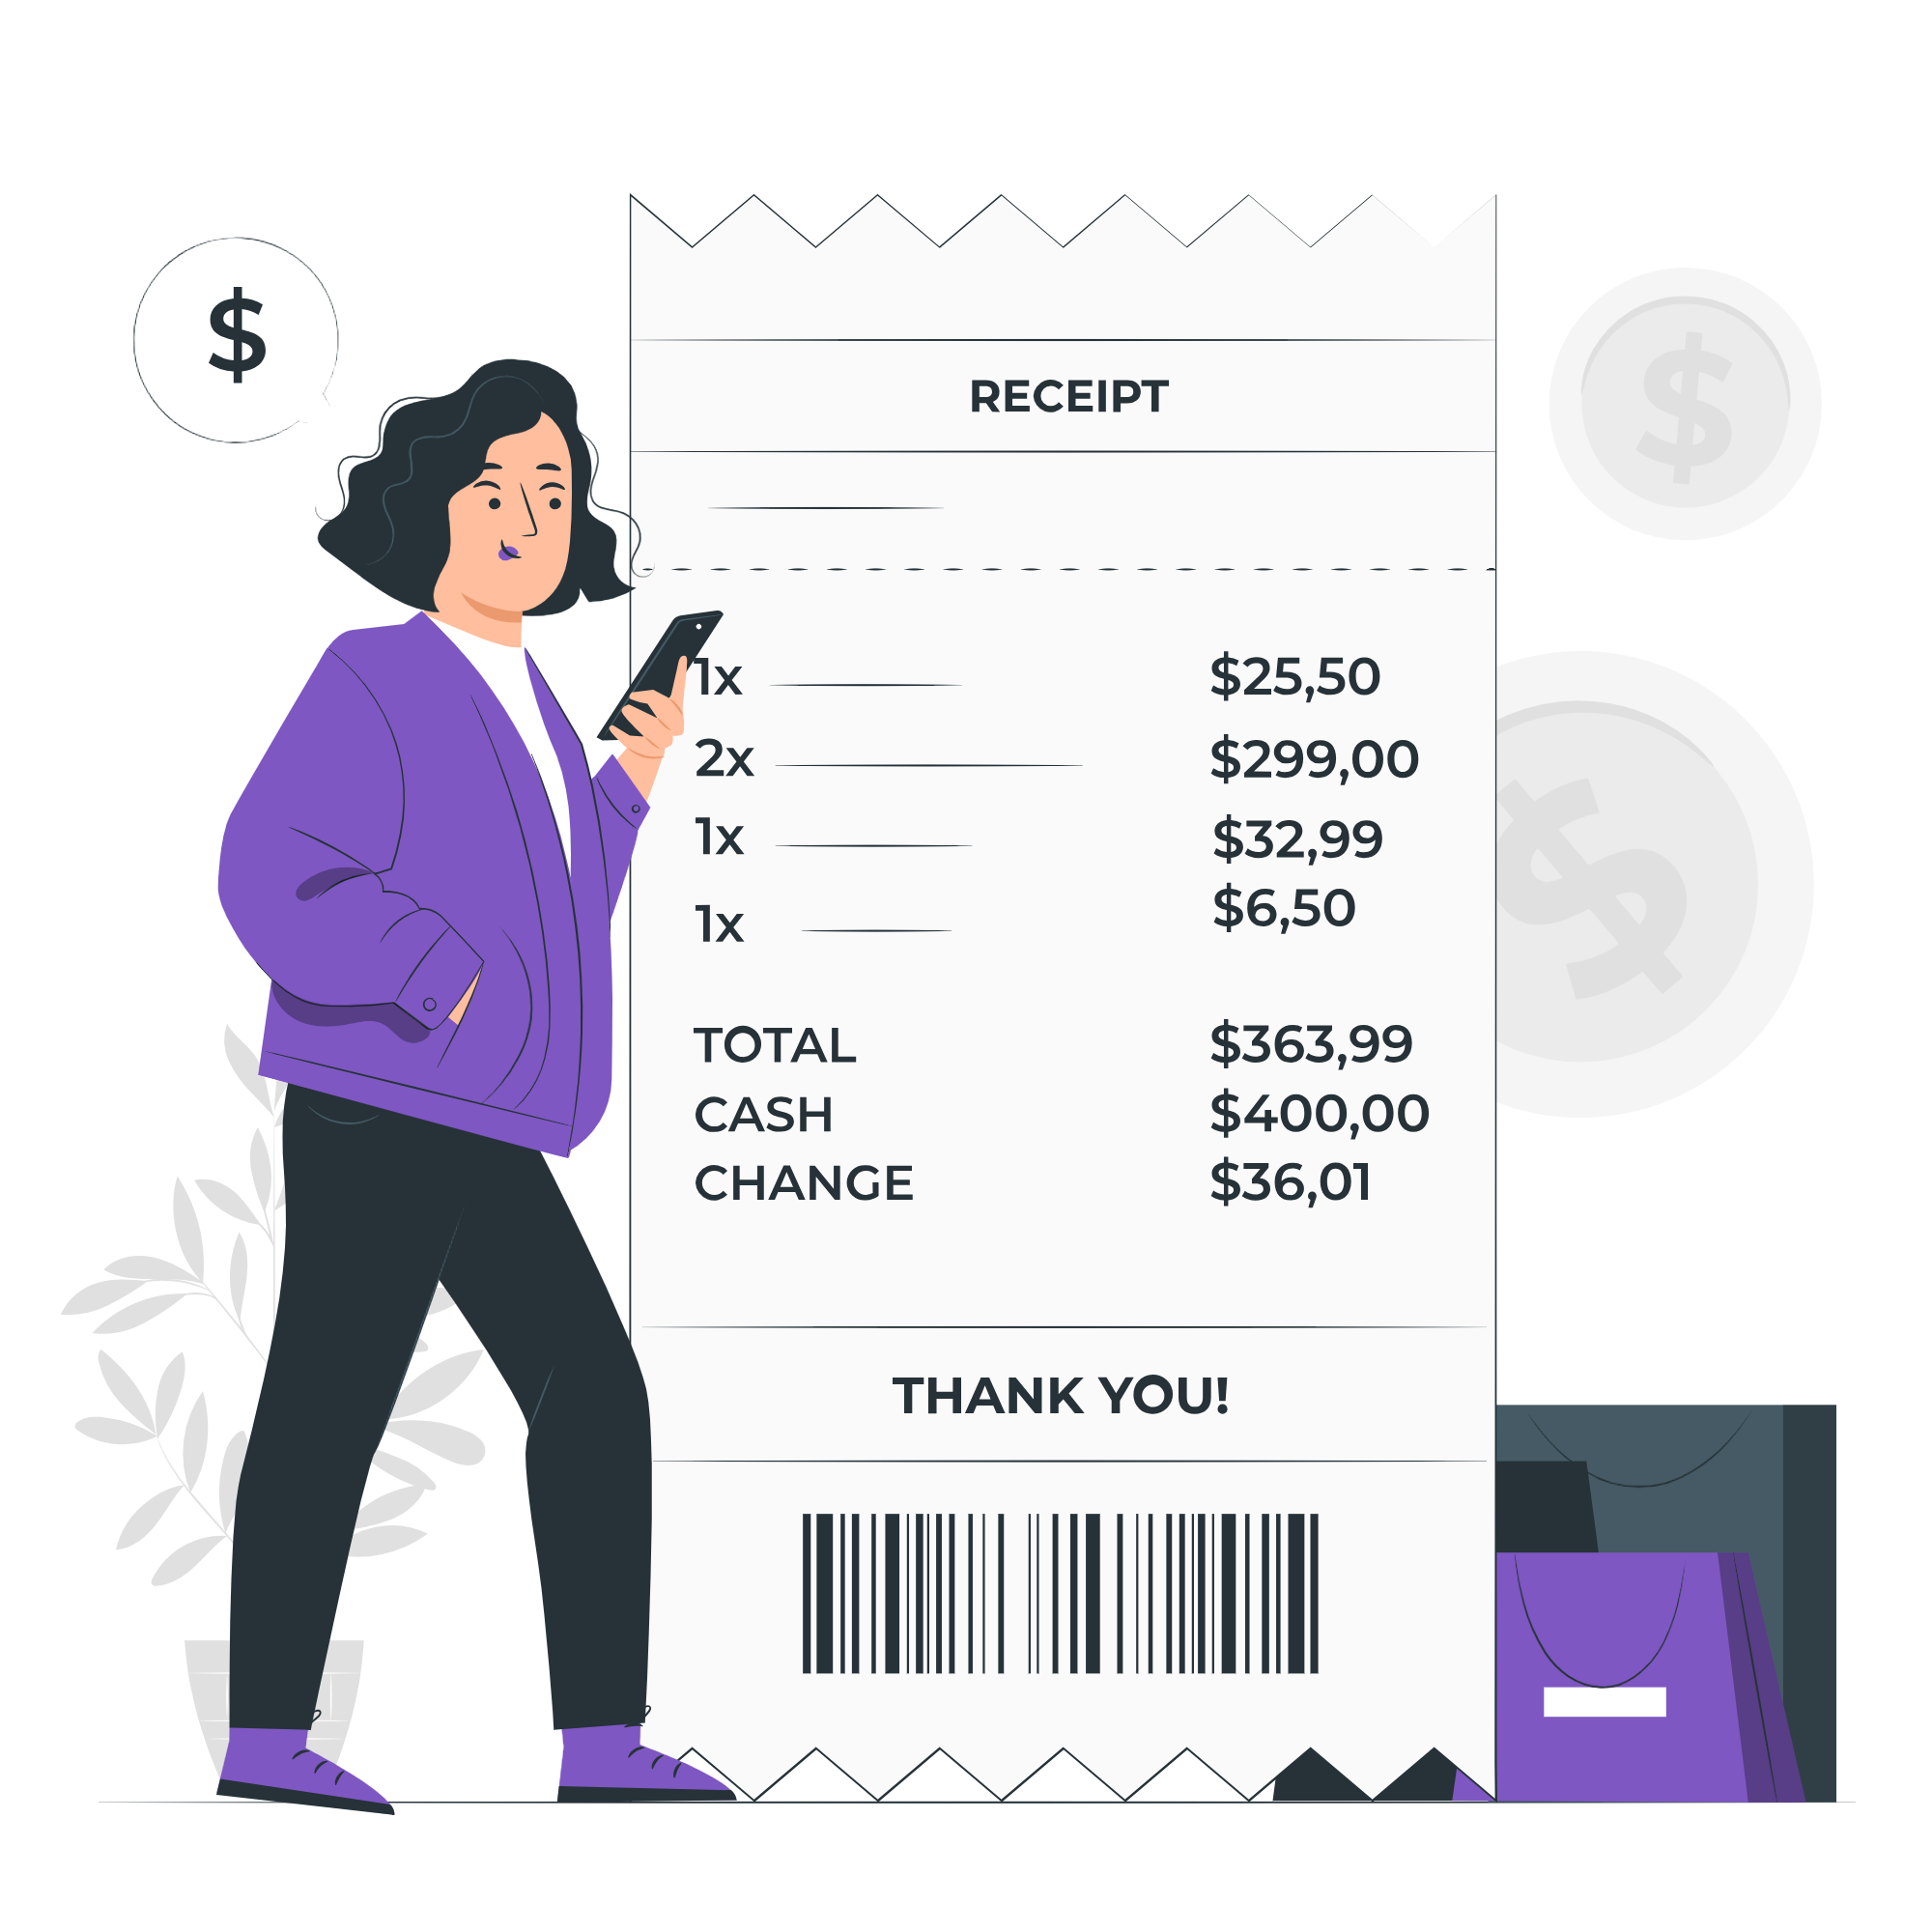 $
RECEIPT
$
1x $25,50
2x $299,00
1x $32,99
1x $6,50
$
TOTAL $363,99
CASH $400,00
CHANGE $36,01
THANK YOU!